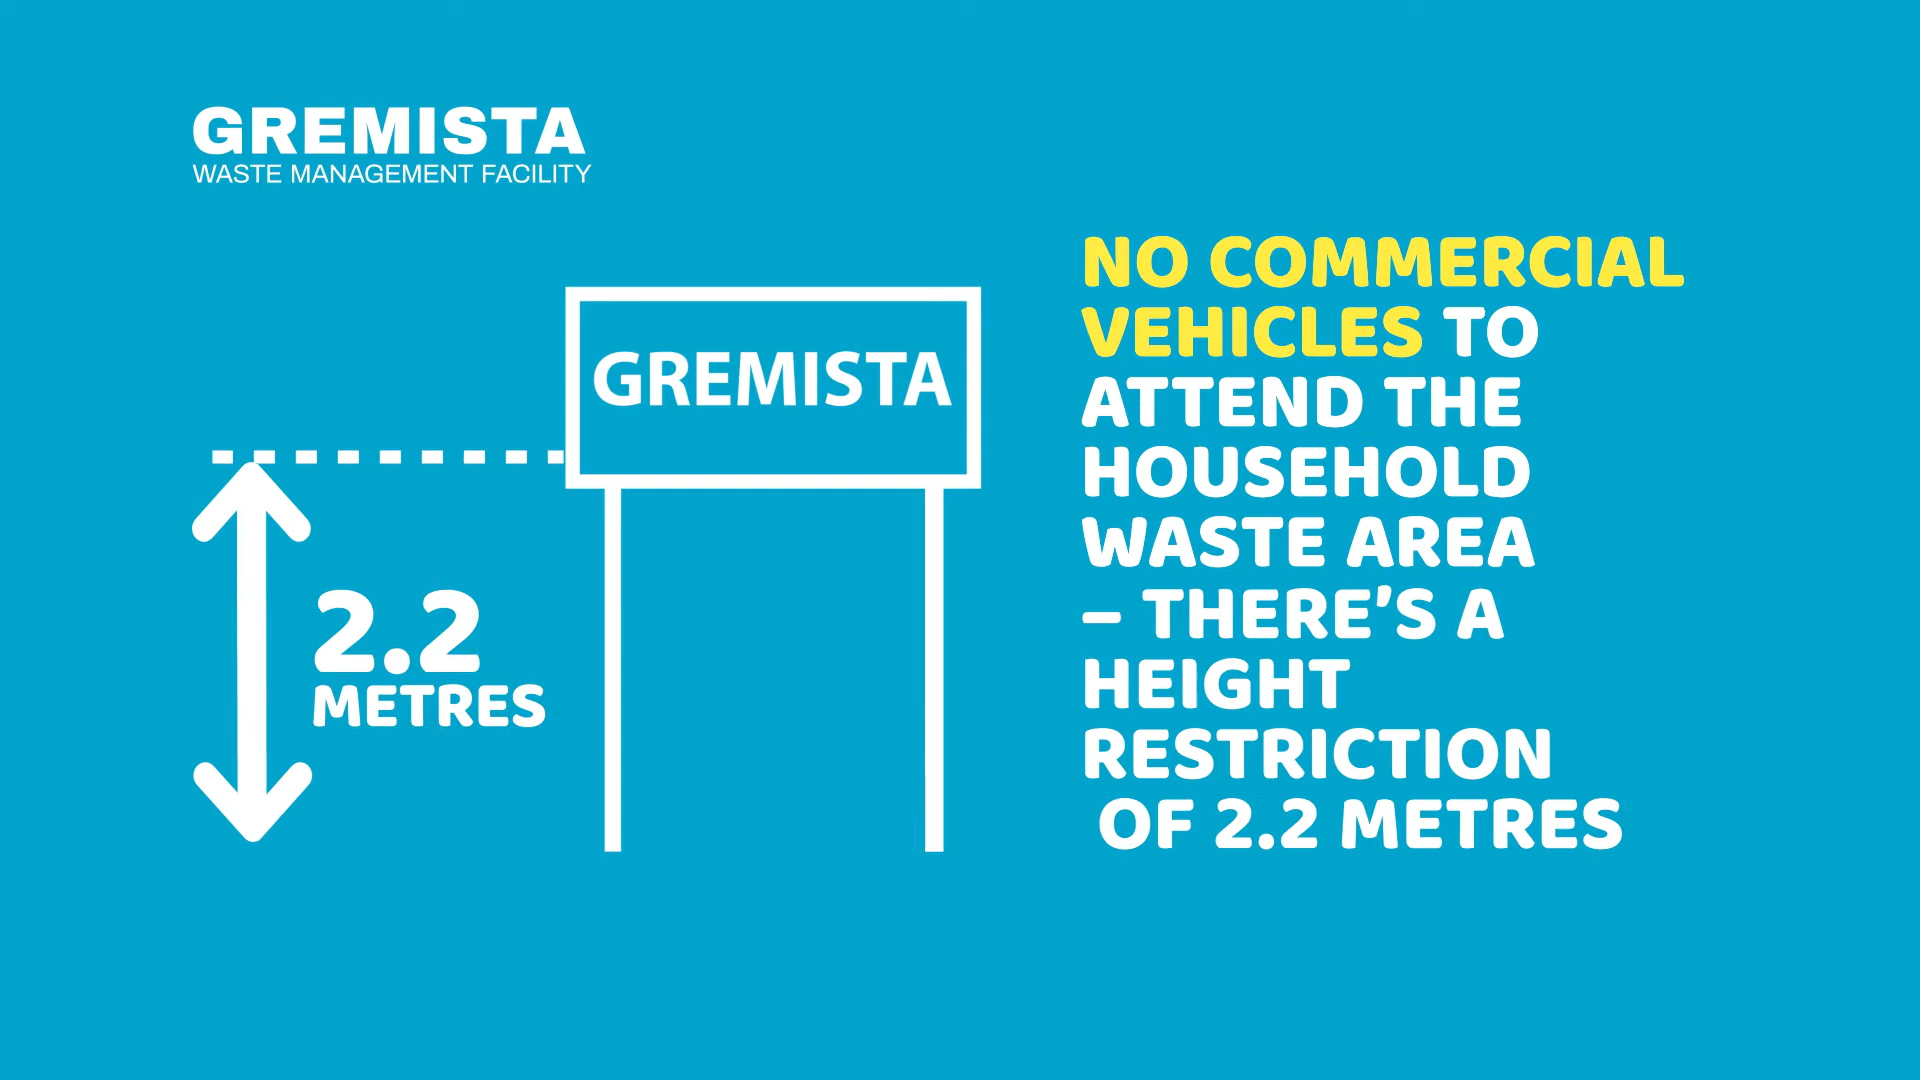 GREMISTA
WASTE MANAGEMENT FACILITY
GREMISTA
2.2
METRES
NO COMMERCIAL
VEHICLES TO
ATTEND THE
HOUSEHOLD
WASTE AREA
– THERE’S A
HEIGHT
RESTRICTION
OF 2.2 METRES